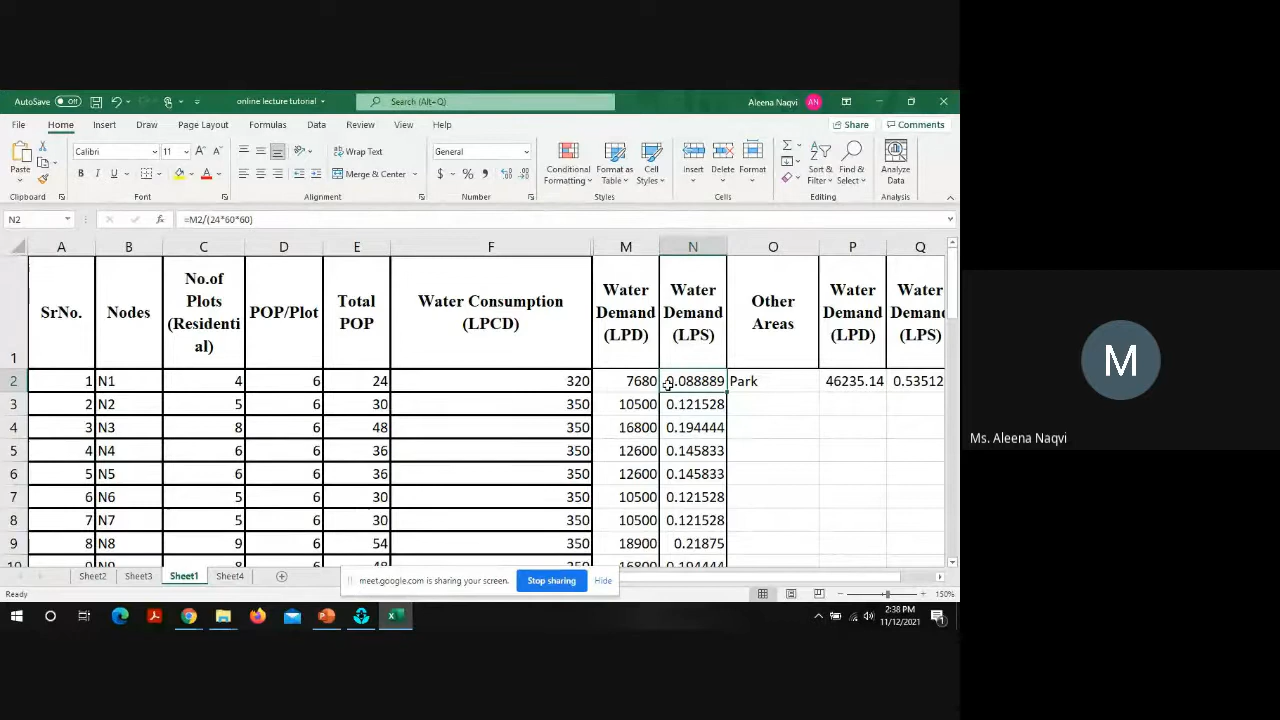 AutoSave Off
online lecture tutorial
Search (Alt+Q)
Aleena Naqvi AN
File Home Insert Draw Page Layout Formulas Data Review View Help Share Comments
Paste
Calibri 11
Wrap Text
General
Conditional Formatting
Format as Table
Cell Styles
Insert Delete Format
Sort & Filter
Find & Select
Analyze Data
B I U
Merge & Center
$ % ,
Clipboard Font Alignment Number Styles Cells Editing Analysis
N2 fx =M2/(24*60*60)
A B C D E F M N O P Q
1 SrNo. Nodes No.of Plots (Residential) POP/Plot Total POP Water Consumption (LPCD) Water Demand (LPD) Water Demand (LPS) Other Areas Water Demand (LPD) Water Demand (LPS)
2 1 N1 4 6 24 320 7680 0.088889 Park 46235.14 0.53512
3 2 N2 5 6 30 350 10500 0.121528
4 3 N3 8 6 48 350 16800 0.194444
5 4 N4 6 6 36 350 12600 0.145833
6 5 N5 6 6 36 350 12600 0.145833
7 6 N6 5 6 30 350 10500 0.121528
8 7 N7 5 6 30 350 10500 0.121528
9 8 N8 9 6 54 350 18900 0.21875
Sheet2 Sheet3 Sheet1 Sheet4
meet.google.com is sharing your screen. Stop sharing Hide
Ready
150%
2:38 PM
11/12/2021
M
Ms. Aleena Naqvi